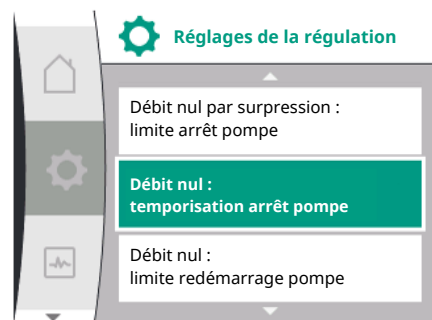 Réglages de la régulation
Débit nul par surpression :
limite arrêt pompe
Débit nul :
temporisation arrêt pompe
Débit nul :
limite redémarrage pompe